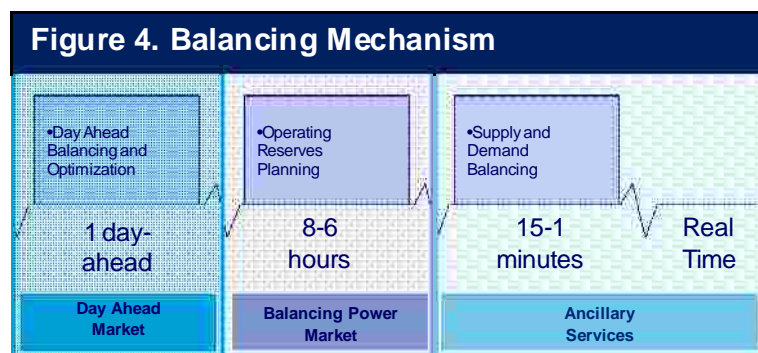 Figure 4. Balancing Mechanism
•Day Ahead
Balancing and
Optimization
•Operating
Reserves
Planning
•Supply and
Demand
Balancing
1 day-
ahead
8-6
hours
15-1
minutes
Real
Time
Day Ahead
Market
Balancing Power
Market
Ancillary
Services